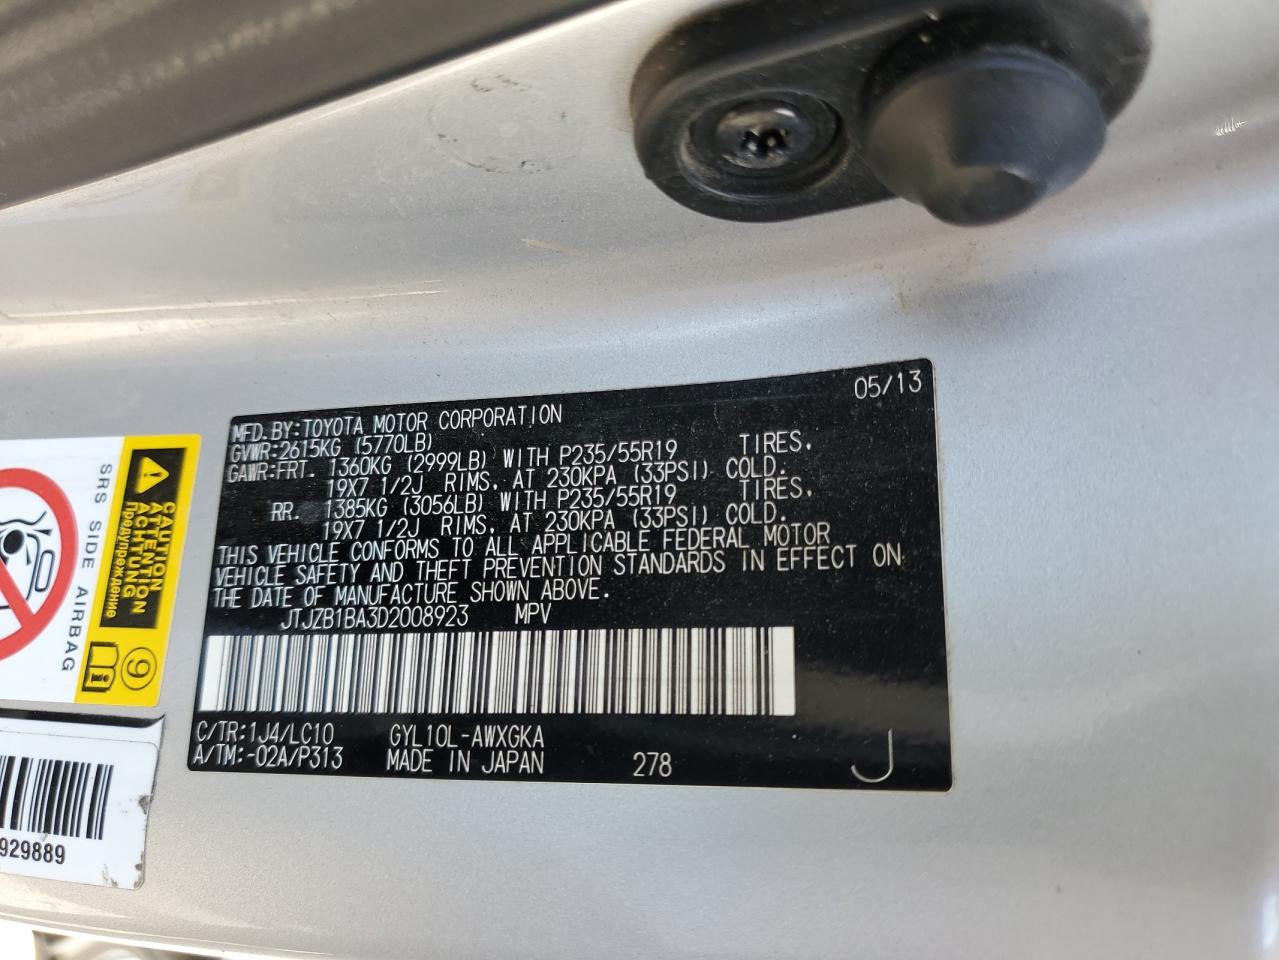 05/13
MFD.BY:TOYOTA MOTOR CORPORATION
GVWR:2615KG (5770LB)
GAWR:FRT. 1360KG (2999LB) WITH P235/55R19 TIRES,
19X7 1/2J RIMS, AT 230KPA (33PSI) COLD.
RR. 1385KG (3056LB) WITH P235/55R19 TIRES,
19X7 1/2J RIMS, AT 230KPA (33PSI) COLD.
THIS VEHICLE CONFORMS TO ALL APPLICABLE FEDERAL MOTOR
VEHICLE SAFETY AND THEFT PREVENTION STANDARDS IN EFFECT ON
THE DATE OF MANUFACTURE SHOWN ABOVE.
JTJZB1BA3D2008923 MPV
C/TR:1J4/LC10 GYL10L-AWXGKA
A/TM:-02A/P313 MADE IN JAPAN 278 J
CAUTION
ATTENTION
ACHTUNG
Предупреждение
SRS SIDE AIRBAG
9
929889